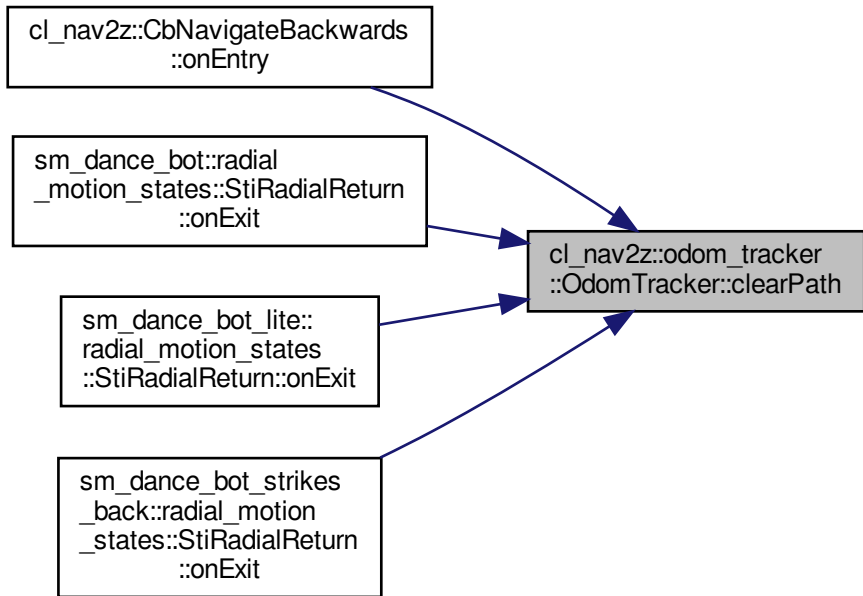 cl_nav2z::CbNavigateBackwards
::onEntry
sm_dance_bot::radial
_motion_states::StiRadialReturn
::onExit
cl_nav2z::odom_tracker
::OdomTracker::clearPath
sm_dance_bot_lite::
radial_motion_states
::StiRadialReturn::onExit
sm_dance_bot_strikes
_back::radial_motion
_states::StiRadialReturn
::onExit